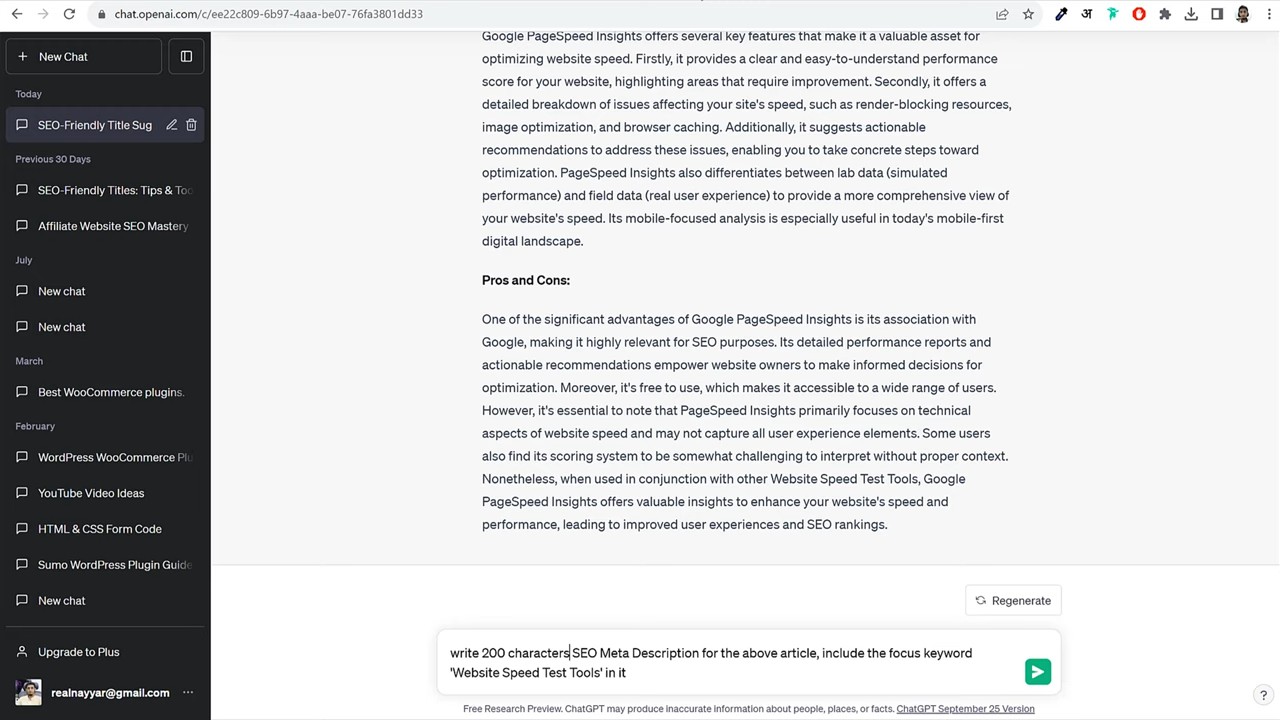 chat.openai.com/c/ee22c809-6b97-4aaa-be07-76fa3801dd33
अ
New Chat
Today
SEO-Friendly Title Sug
Previous 30 Days
SEO-Friendly Titles: Tips & Too
Affiliate Website SEO Mastery
July
New chat
New chat
March
Best WooCommerce plugins.
February
WordPress WooCommerce Plu
YouTube Video Ideas
HTML & CSS Form Code
Sumo WordPress Plugin Guide
New chat
Upgrade to Plus
realnayyar@gmail.com
Google PageSpeed Insights offers several key features that make it a valuable asset for
optimizing website speed. Firstly, it provides a clear and easy-to-understand performance
score for your website, highlighting areas that require improvement. Secondly, it offers a
detailed breakdown of issues affecting your site's speed, such as render-blocking resources,
image optimization, and browser caching. Additionally, it suggests actionable
recommendations to address these issues, enabling you to take concrete steps toward
optimization. PageSpeed Insights also differentiates between lab data (simulated
performance) and field data (real user experience) to provide a more comprehensive view of
your website's speed. Its mobile-focused analysis is especially useful in today's mobile-first
digital landscape.
Pros and Cons:
One of the significant advantages of Google PageSpeed Insights is its association with
Google, making it highly relevant for SEO purposes. Its detailed performance reports and
actionable recommendations empower website owners to make informed decisions for
optimization. Moreover, it's free to use, which makes it accessible to a wide range of users.
However, it's essential to note that PageSpeed Insights primarily focuses on technical
aspects of website speed and may not capture all user experience elements. Some users
also find its scoring system to be somewhat challenging to interpret without proper context.
Nonetheless, when used in conjunction with other Website Speed Test Tools, Google
PageSpeed Insights offers valuable insights to enhance your website's speed and
performance, leading to improved user experiences and SEO rankings.
Regenerate
write 200 characters SEO Meta Description for the above article, include the focus keyword
'Website Speed Test Tools' in it
Free Research Preview. ChatGPT may produce inaccurate information about people, places, or facts. ChatGPT September 25 Version
?